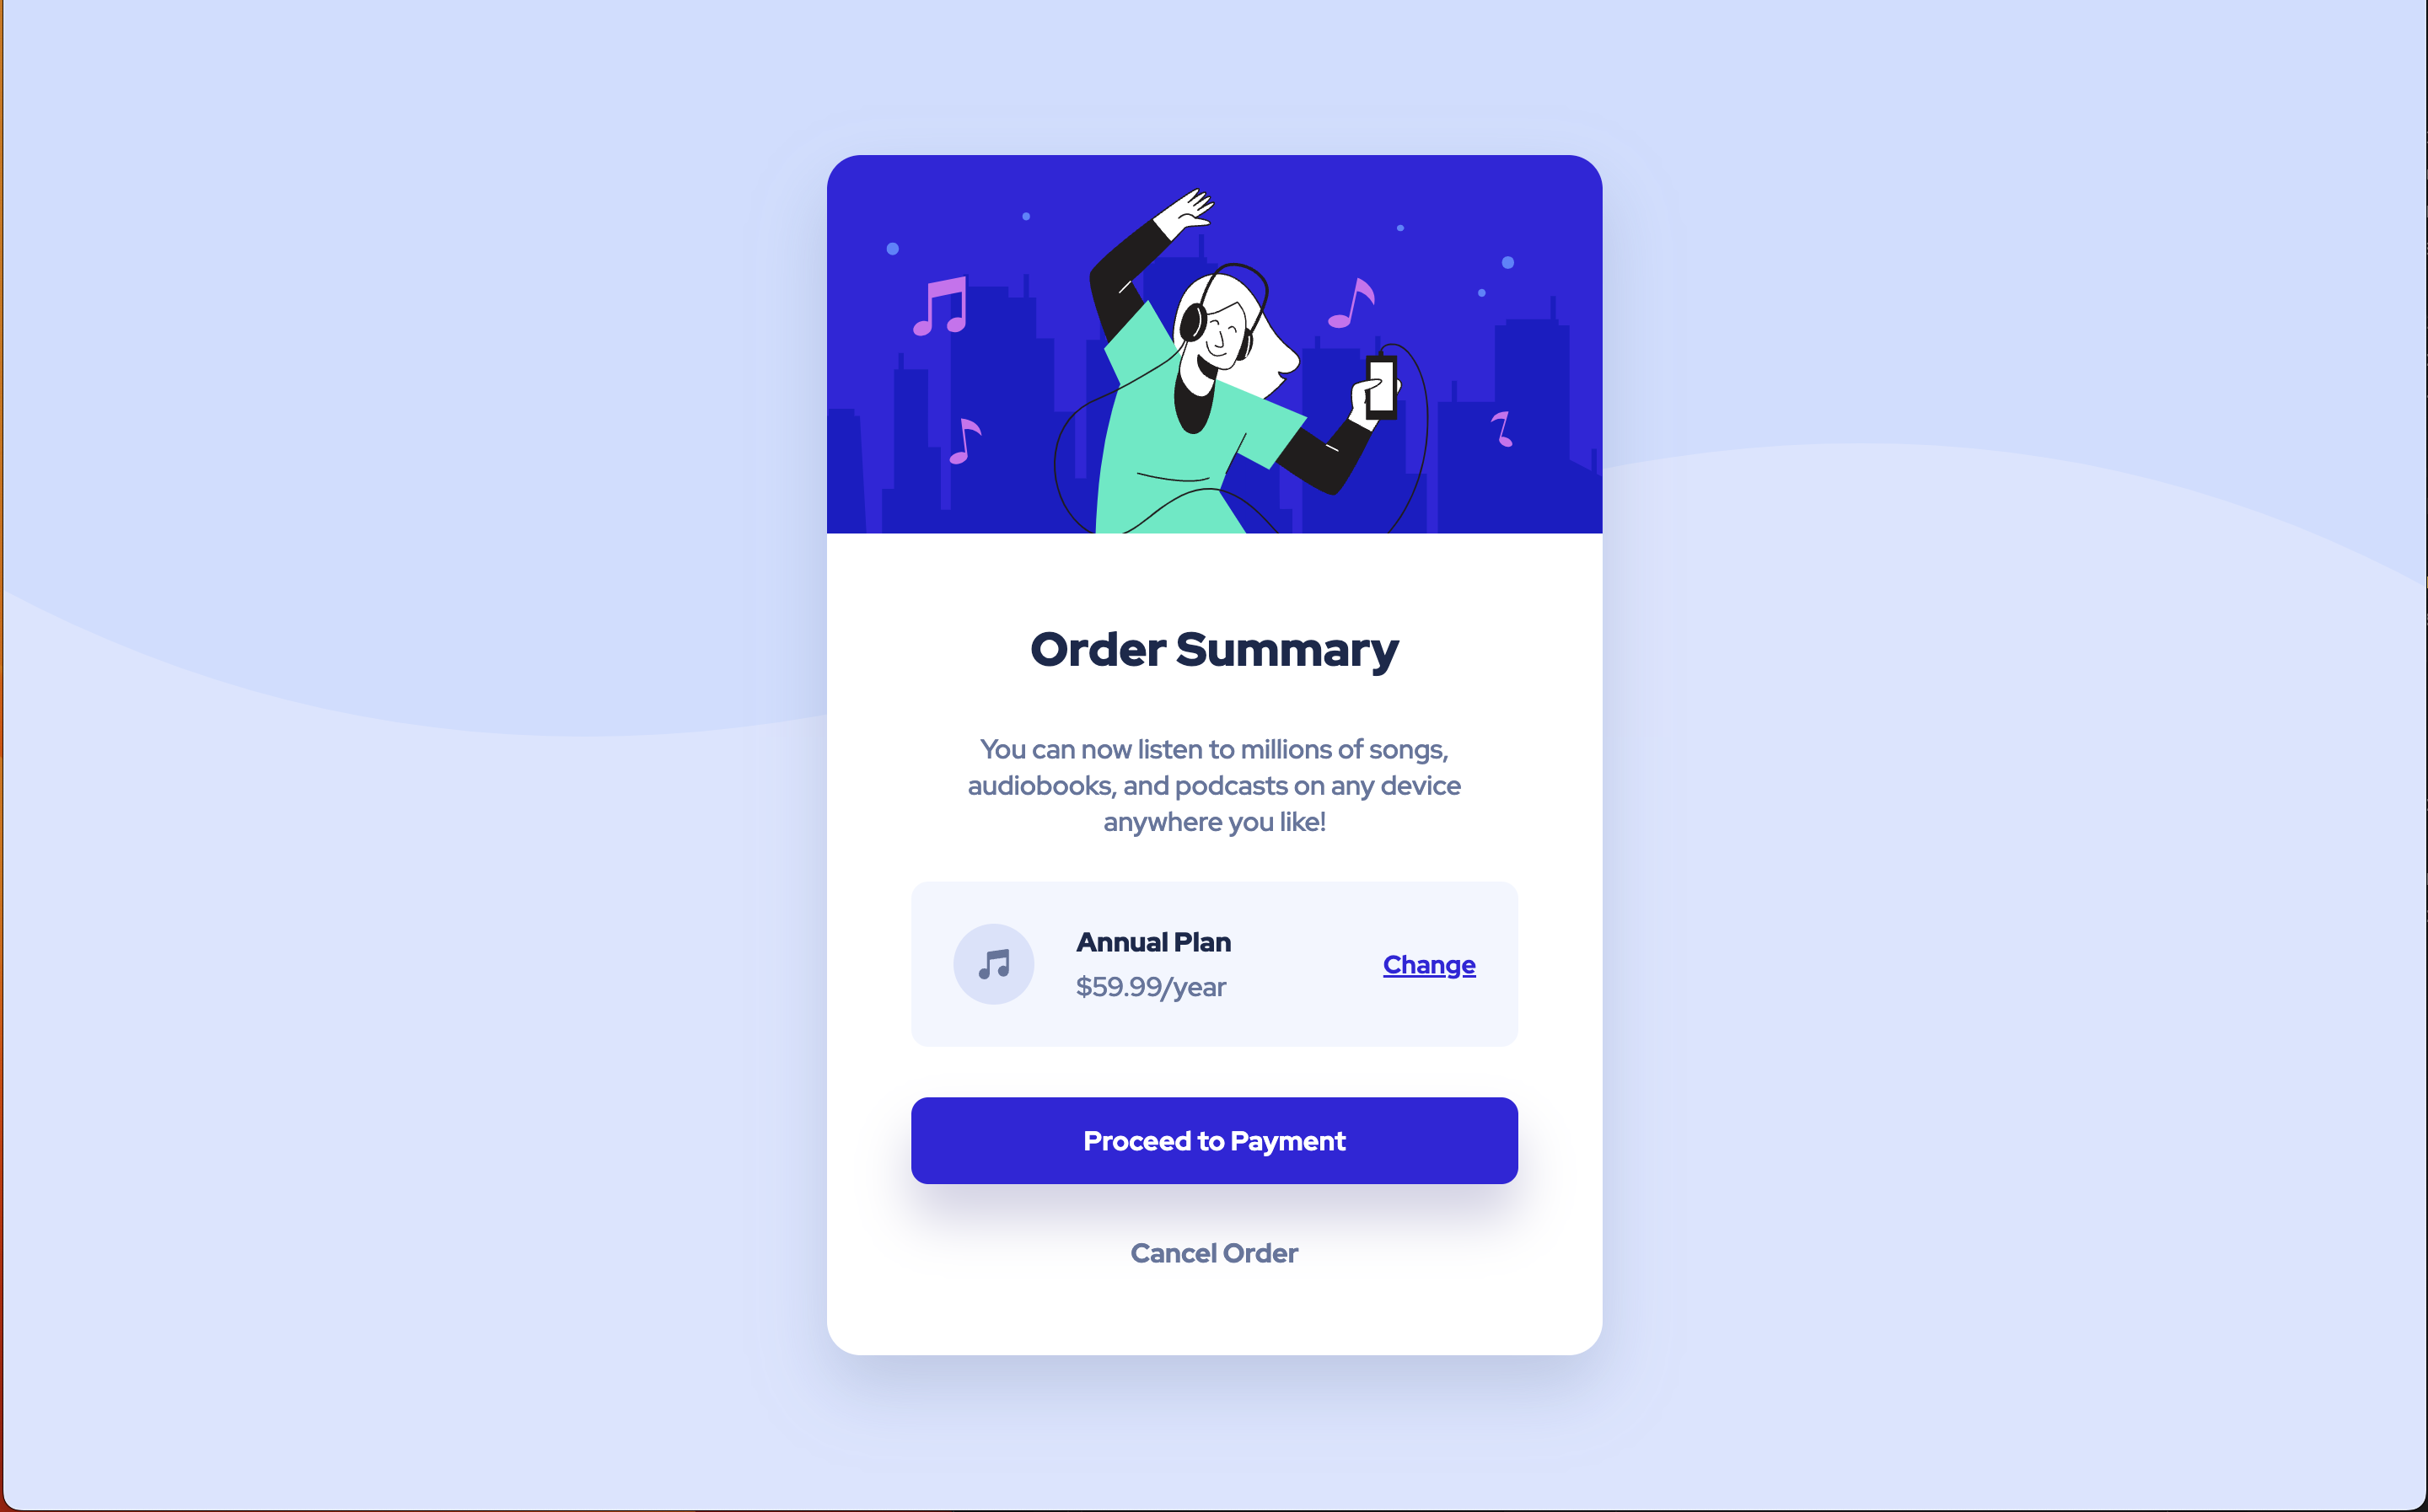 Order Summary
You can now listen to millions of songs,
audiobooks, and podcasts on any device
anywhere you like!
Annual Plan
$59.99/year
Change
Proceed to Payment
Cancel Order